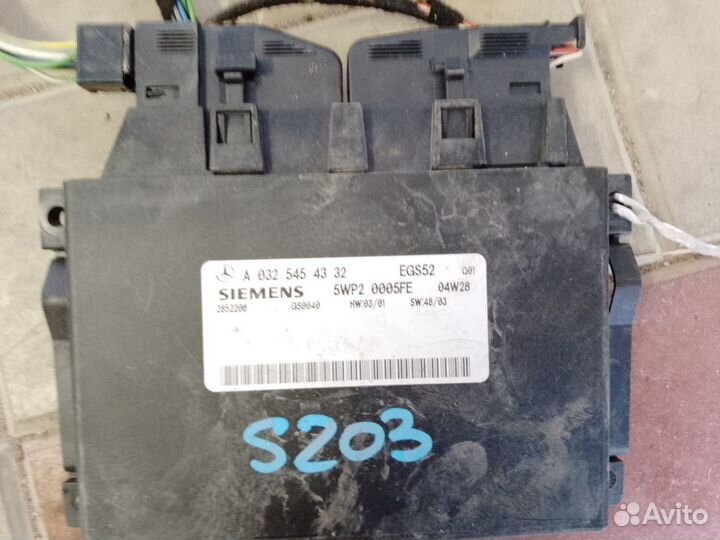 A 032 545 43 32 EGS52 Q01
SIEMENS 5WP2 0005FE 04W28
2852206 GS0040 HW:03/01 SW:48/03
S203
Avito